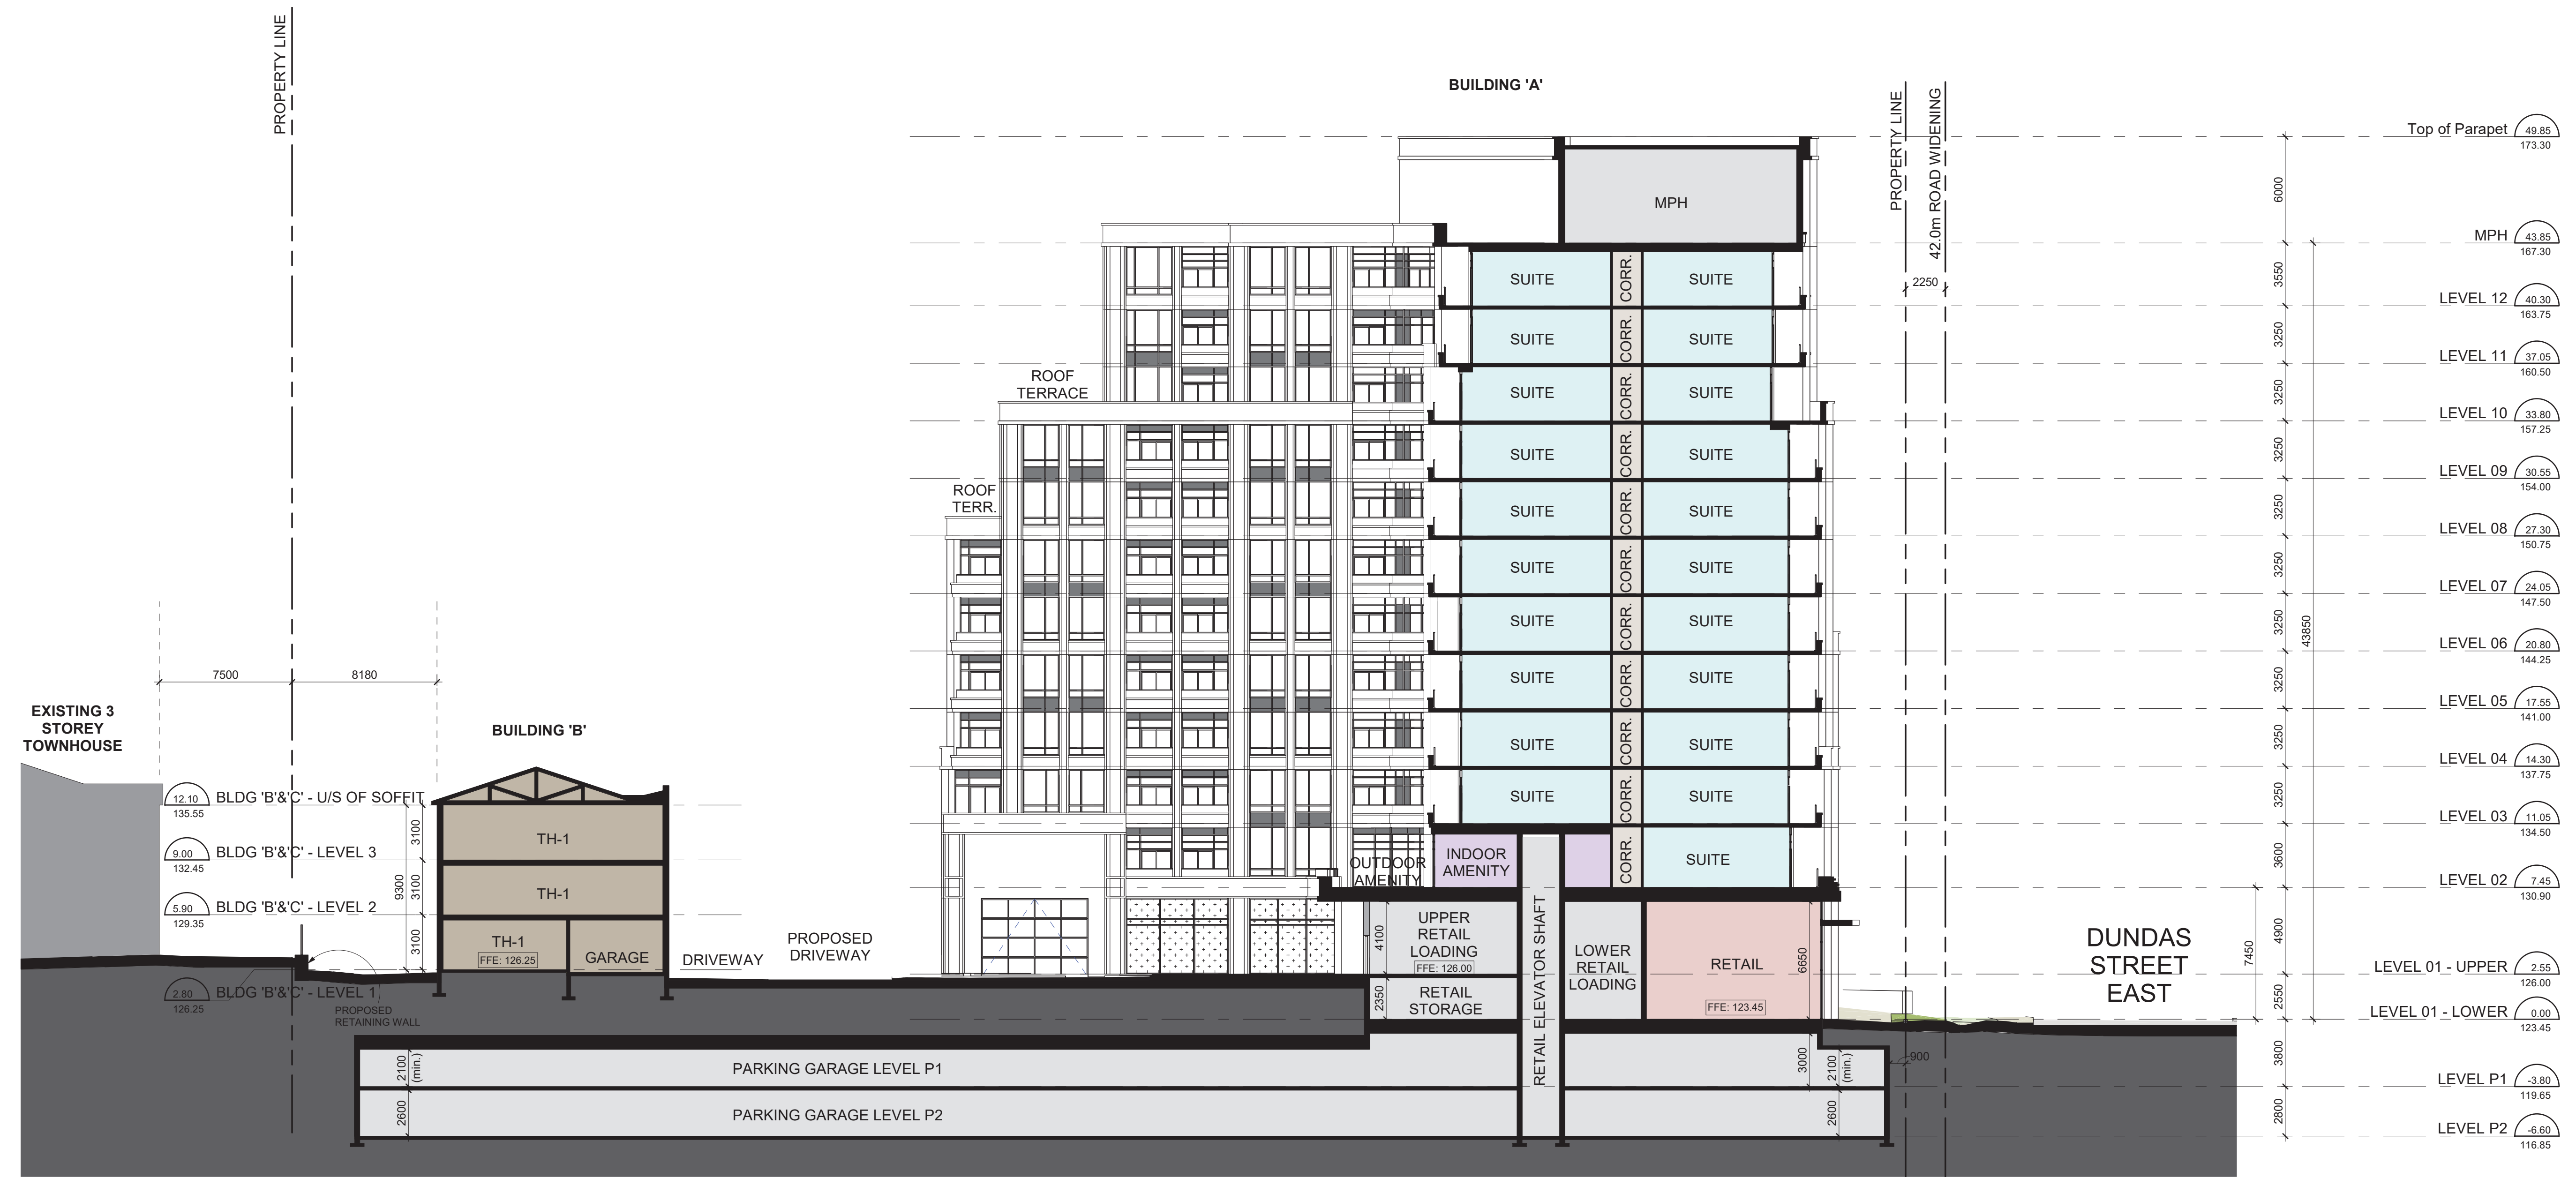 PROPERTY LINE
BUILDING 'A'
PROPERTY LINE
42.0m ROAD WIDENING
2250
Top of Parapet 49.85
173.30
6000
MPH
MPH 43.85
167.30
3550
SUITE CORR. SUITE
LEVEL 12 40.30
163.75
3250
SUITE CORR. SUITE
LEVEL 11 37.05
160.50
3250
ROOF
TERRACE
SUITE CORR. SUITE
LEVEL 10 33.80
157.25
3250
SUITE CORR. SUITE
LEVEL 09 30.55
154.00
3250
ROOF
TERR.
SUITE CORR. SUITE
LEVEL 08 27.30
150.75
3250
SUITE CORR. SUITE
LEVEL 07 24.05
147.50
3250
43850
SUITE CORR. SUITE
LEVEL 06 20.80
144.25
3250
SUITE CORR. SUITE
LEVEL 05 17.55
141.00
3250
SUITE CORR. SUITE
LEVEL 04 14.30
137.75
3250
SUITE CORR. SUITE
LEVEL 03 11.05
134.50
3600
OUTDOOR
AMENITY
INDOOR
AMENITY
CORR. SUITE
LEVEL 02 7.45
130.90
4900
7450
7500 8180
EXISTING 3
STOREY
TOWNHOUSE
BUILDING 'B'
12.10 BLDG 'B'&'C' - U/S OF SOFFIT
135.55
3100
TH-1
9.00 BLDG 'B'&'C' - LEVEL 3
132.45
9300
3100
TH-1
5.90 BLDG 'B'&'C' - LEVEL 2
129.35
3100
TH-1
FFE: 126.25
GARAGE
DRIVEWAY
PROPOSED
DRIVEWAY
2.80 BLDG 'B'&'C' - LEVEL 1
126.25
PROPOSED
RETAINING WALL
4100
UPPER
RETAIL
LOADING
FFE: 126.00
2350
RETAIL
STORAGE
RETAIL ELEVATOR SHAFT
LOWER
RETAIL
LOADING
RETAIL
FFE: 123.45
6650
DUNDAS
STREET
EAST
LEVEL 01 - UPPER 2.55
126.00
2550
LEVEL 01 - LOWER 0.00
123.45
3800
2100
(min.)
PARKING GARAGE LEVEL P1
3000
2100
(min.)
900
LEVEL P1 -3.80
119.65
2800
2600
PARKING GARAGE LEVEL P2
2600
LEVEL P2 -6.60
116.85